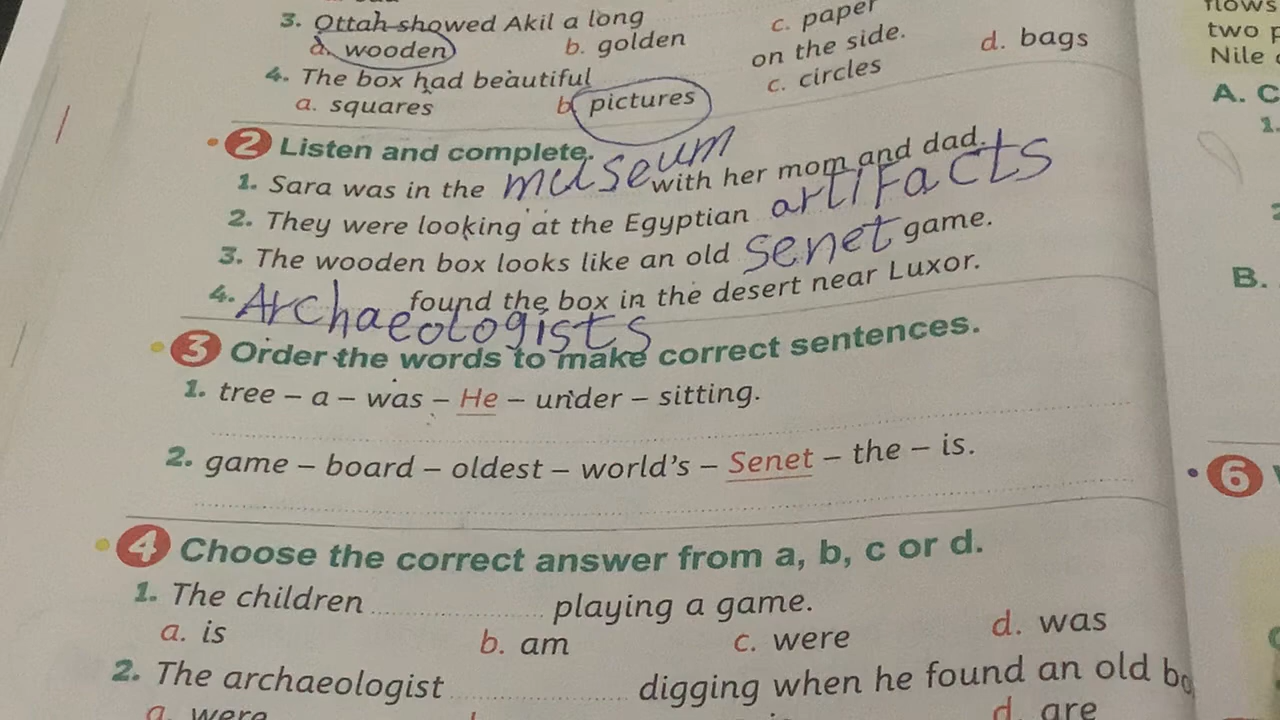 3. Ottah showed Akil a long
a. wooden b. golden c. paper
4. The box had beautiful on the side. d. bags
a. squares b. pictures c. circles
2 Listen and complete.
1. Sara was in the museum with her mom and dad.
2. They were looking at the Egyptian artifacts
3. The wooden box looks like an old senet game.
4. Archaeologists found the box in the desert near Luxor.
3 Order the words to make correct sentences.
1. tree – a – was – He – under – sitting.
2. game – board – oldest – world's – Senet – the – is.
4 Choose the correct answer from a, b, c or d.
1. The children ............ playing a game.
a. is b. am c. were d. was
2. The archaeologist ............ digging when he found an old
a. were d. are
two
Nile
A.
1.
B.
6